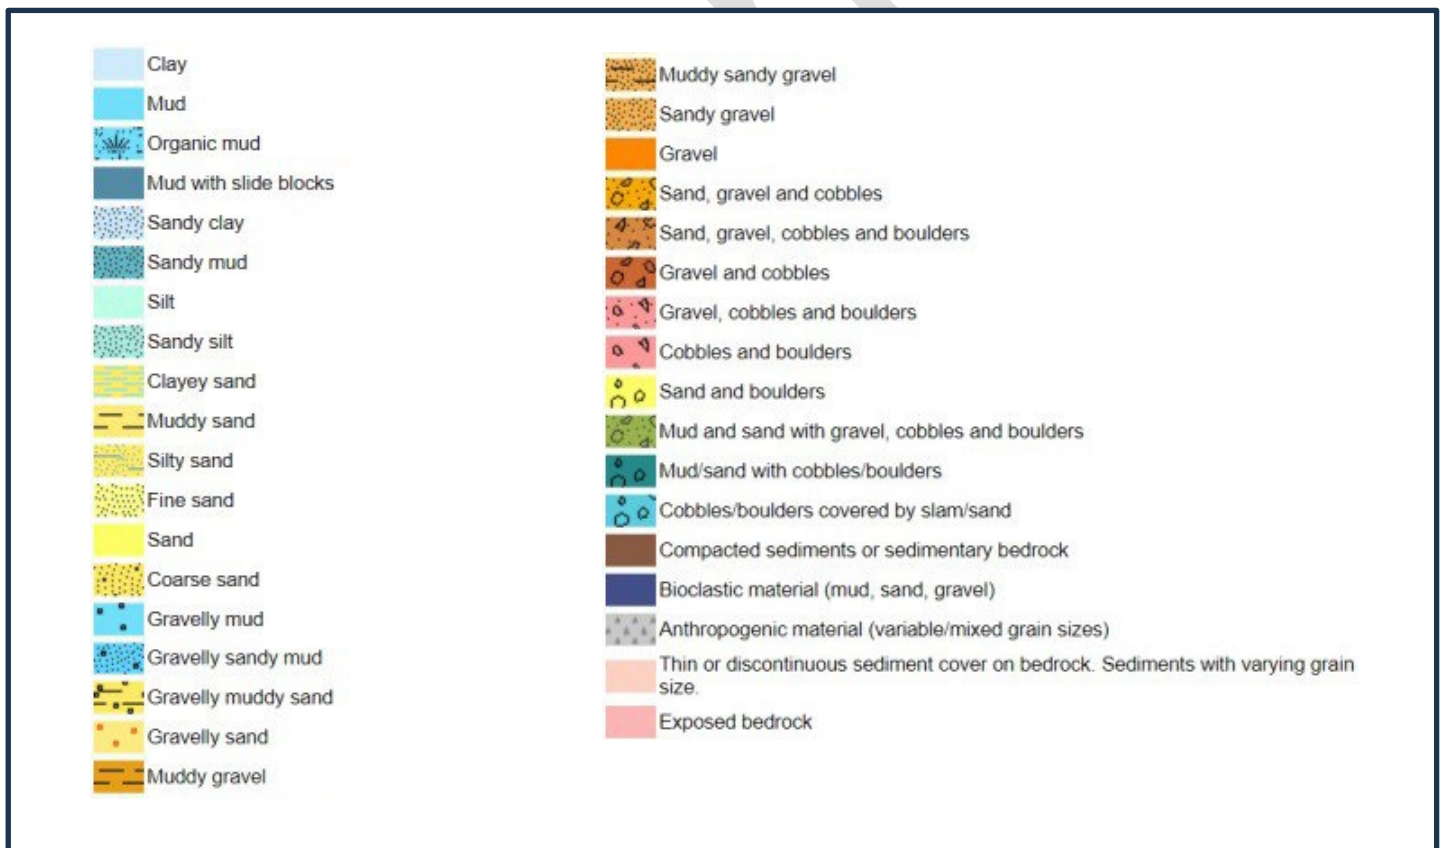 Clay
Mud
Organic mud
Mud with slide blocks
Sandy clay
Sandy mud
Silt
Sandy silt
Clayey sand
Muddy sand
Silty sand
Fine sand
Sand
Coarse sand
Gravelly mud
Gravelly sandy mud
Gravelly muddy sand
Gravelly sand
Muddy gravel
Muddy sandy gravel
Sandy gravel
Gravel
Sand, gravel and cobbles
Sand, gravel, cobbles and boulders
Gravel and cobbles
Gravel, cobbles and boulders
Cobbles and boulders
Sand and boulders
Mud and sand with gravel, cobbles and boulders
Mud/sand with cobbles/boulders
Cobbles/boulders covered by slam/sand
Compacted sediments or sedimentary bedrock
Bioclastic material (mud, sand, gravel)
Anthropogenic material (variable/mixed grain sizes)
Thin or discontinuous sediment cover on bedrock. Sediments with varying grain
size.
Exposed bedrock